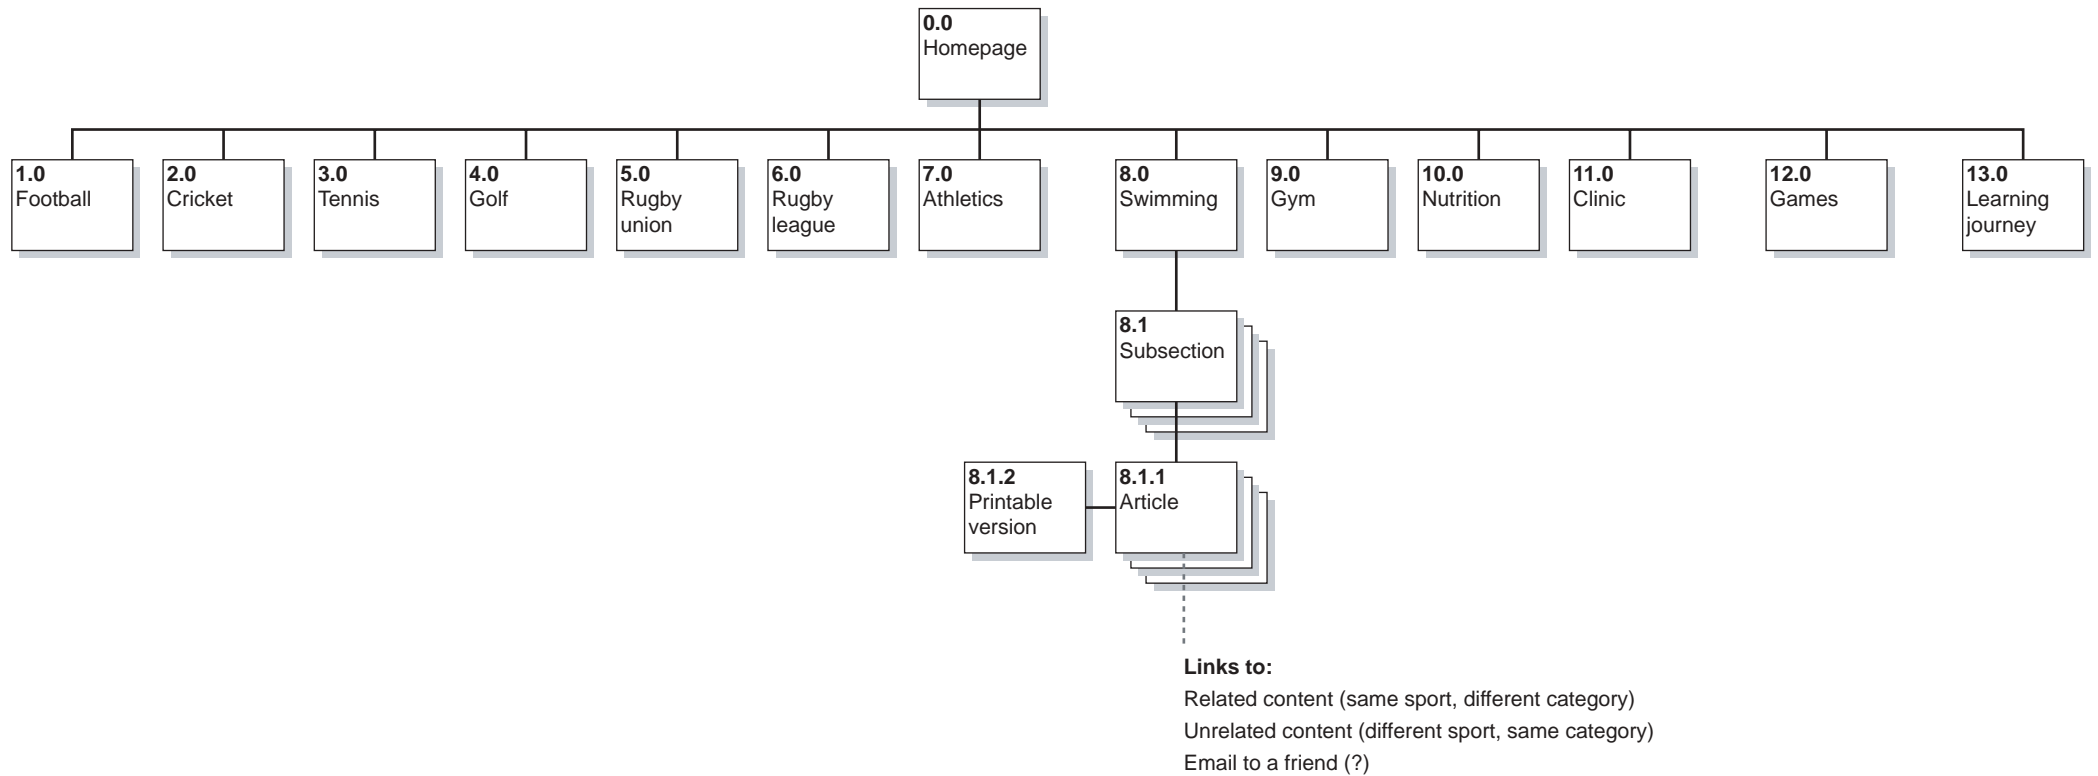 0.0
Homepage
1.0
Football
2.0
Cricket
3.0
Tennis
4.0
Golf
5.0
Rugby
union
6.0
Rugby
league
7.0
Athletics
8.0
Swimming
9.0
Gym
10.0
Nutrition
11.0
Clinic
12.0
Games
13.0
Learning
journey
8.1
Subsection
8.1.2
Printable
version
8.1.1
Article
Links to:
Related content (same sport, different category)
Unrelated content (different sport, same category)
Email to a friend (?)